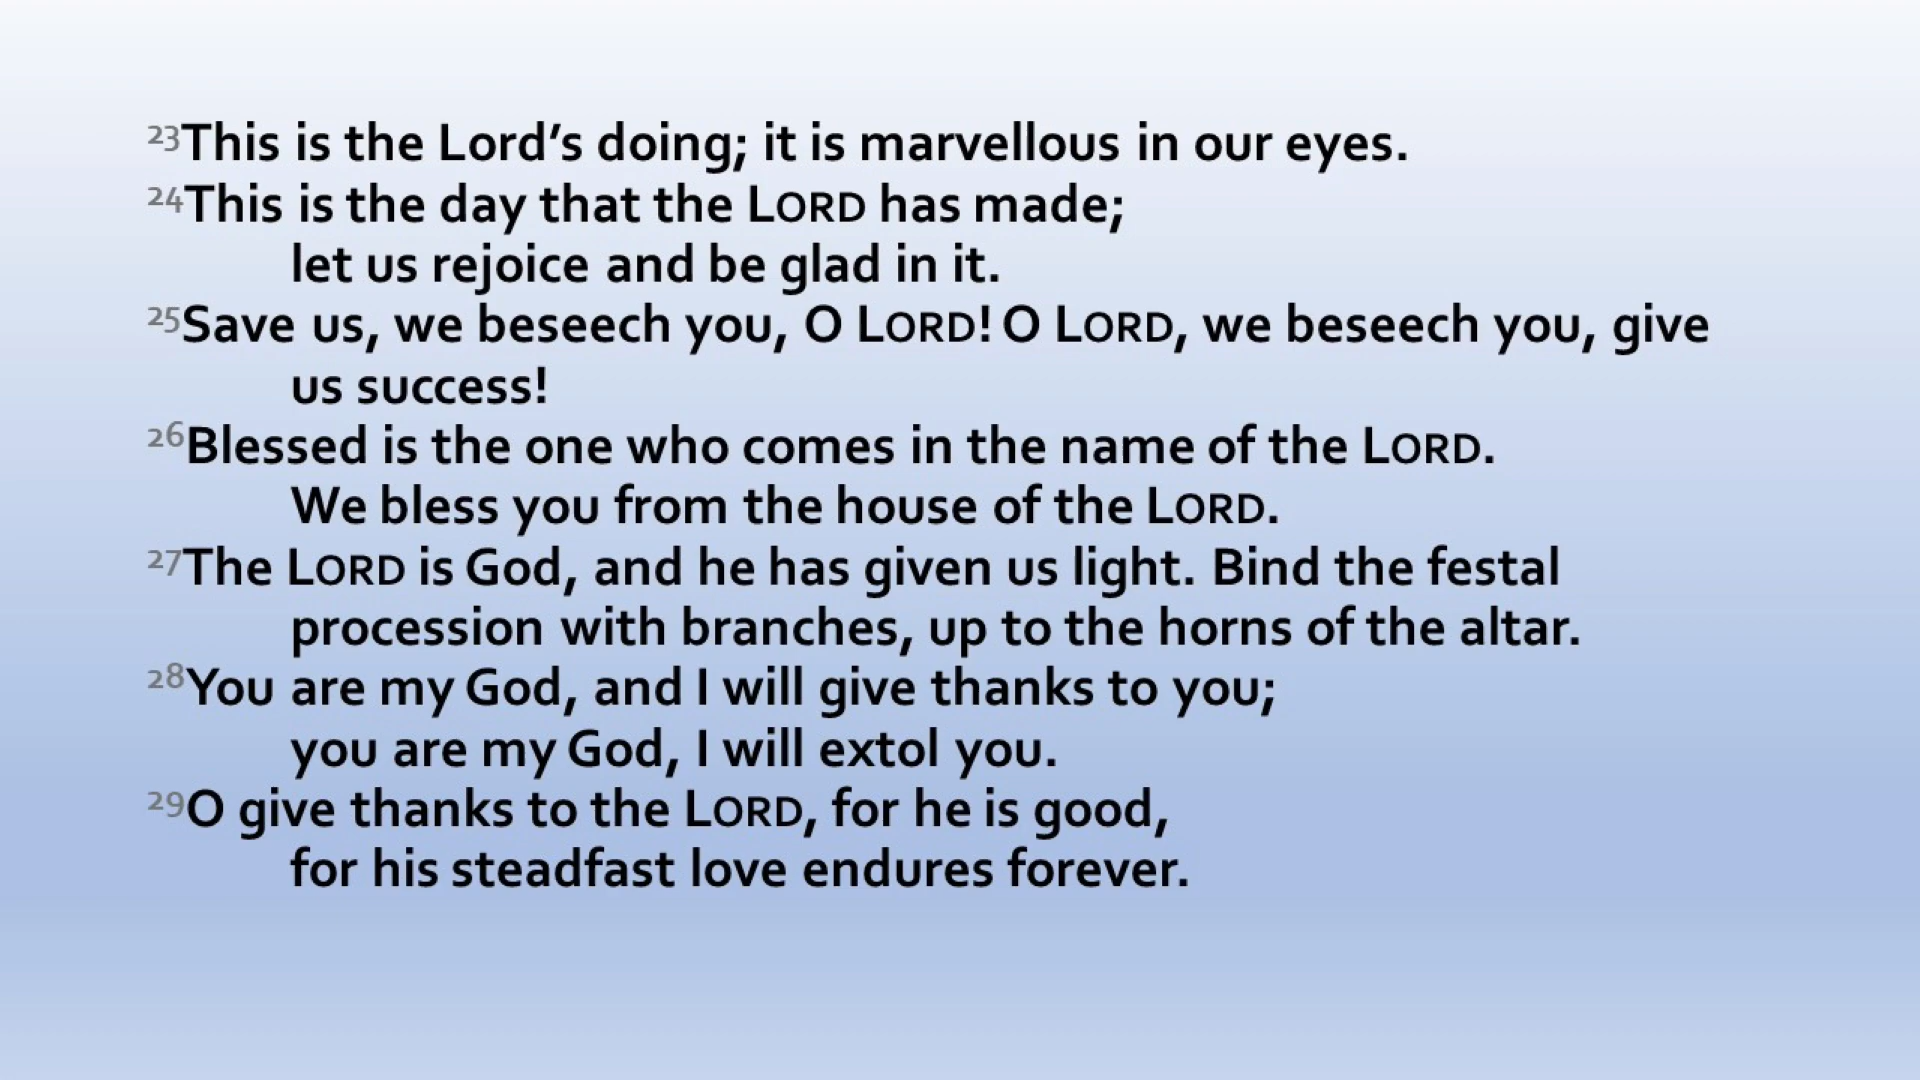 23This is the Lord’s doing; it is marvellous in our eyes.
24This is the day that the LORD has made;
let us rejoice and be glad in it.
25Save us, we beseech you, O LORD! O LORD, we beseech you, give
us success!
26Blessed is the one who comes in the name of the LORD.
We bless you from the house of the LORD.
27The LORD is God, and he has given us light. Bind the festal
procession with branches, up to the horns of the altar.
28You are my God, and I will give thanks to you;
you are my God, I will extol you.
29O give thanks to the LORD, for he is good,
for his steadfast love endures forever.